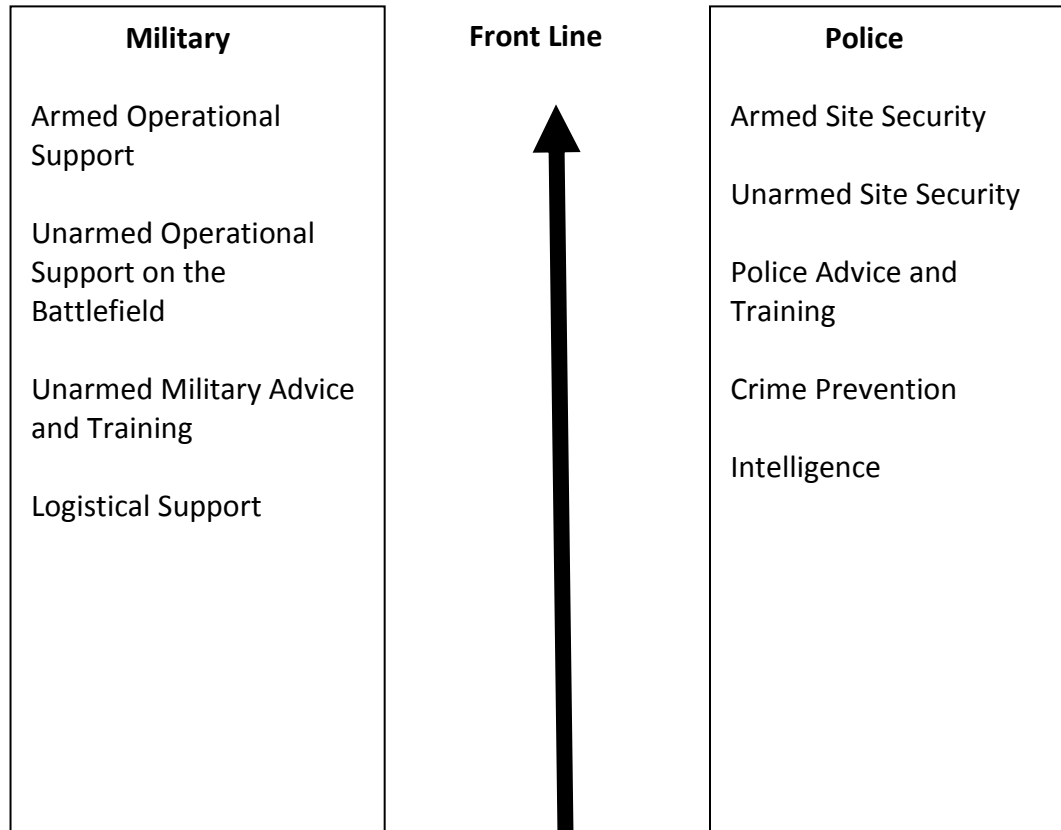 Military
Armed Operational
Support
Unarmed Operational
Support on the
Battlefield
Unarmed Military Advice
and Training
Logistical Support
Front Line
Police
Armed Site Security
Unarmed Site Security
Police Advice and
Training
Crime Prevention
Intelligence